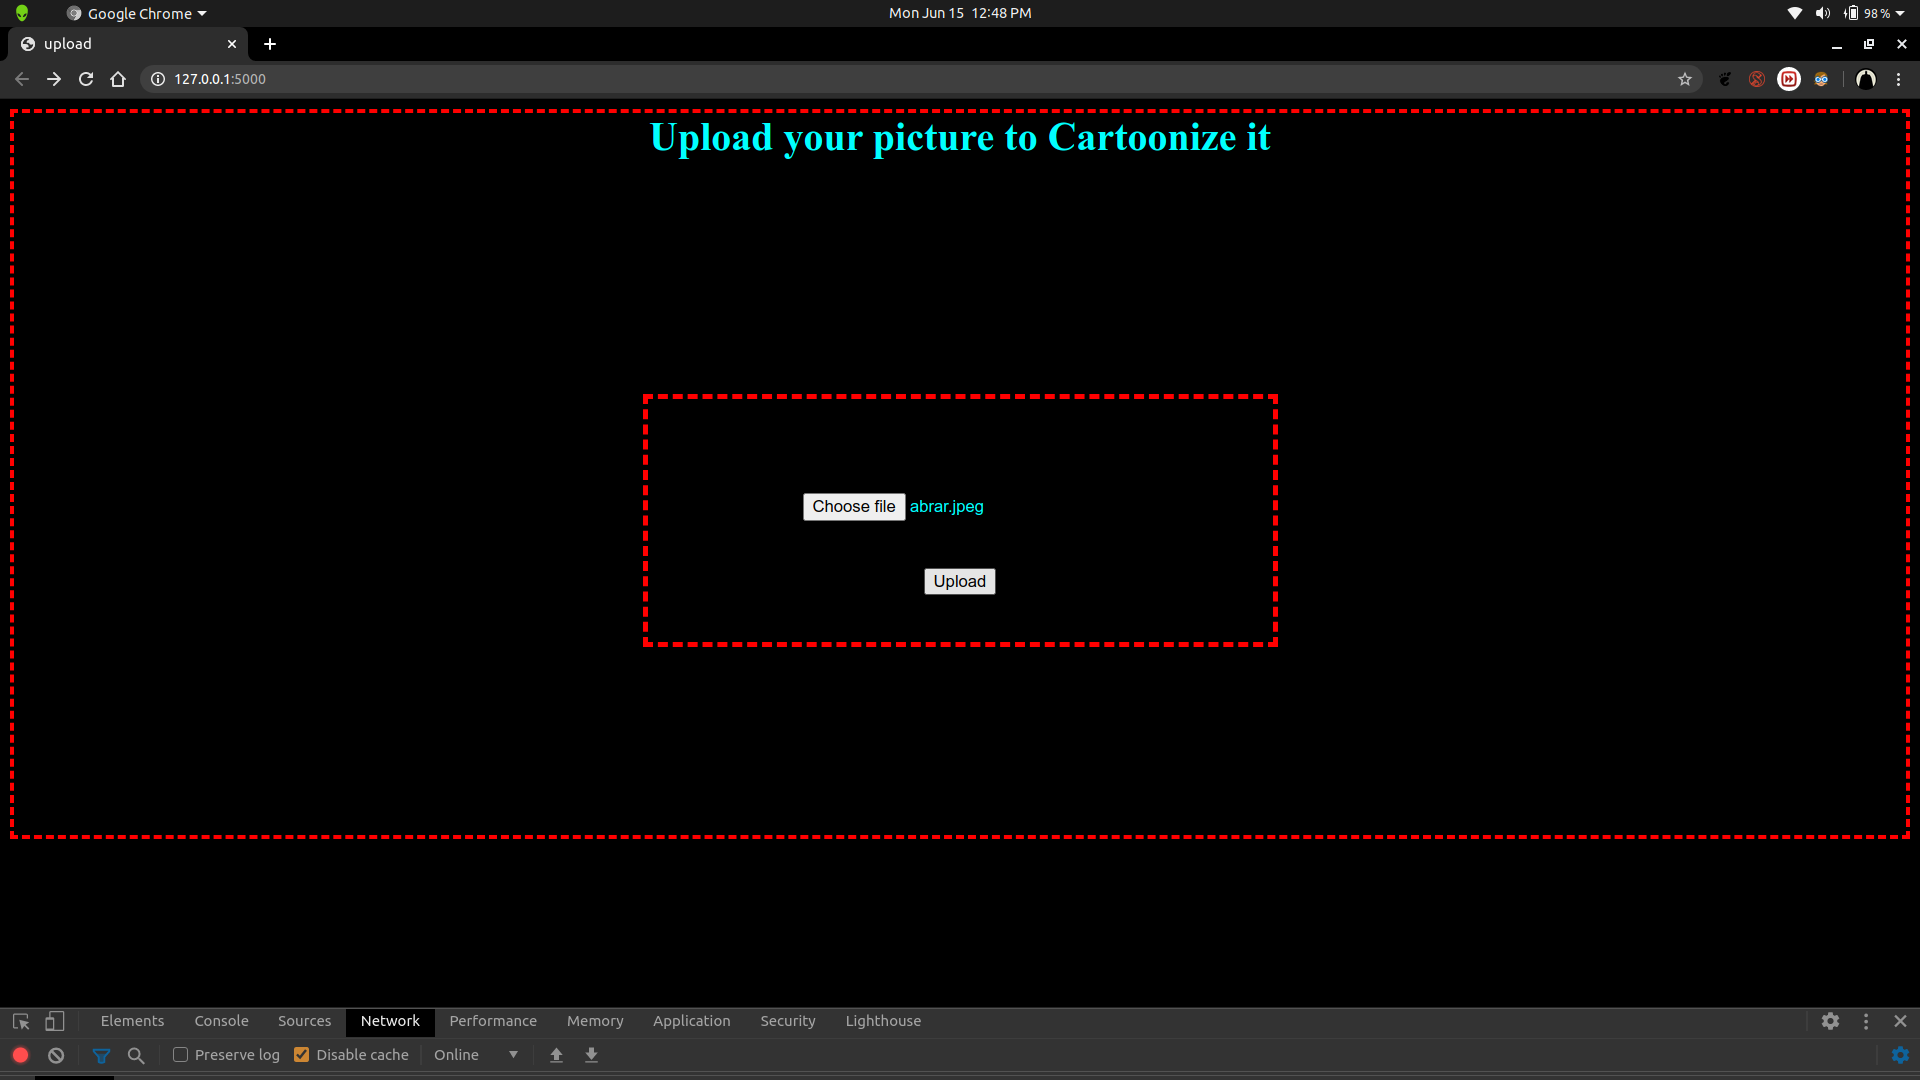 Google Chrome
Mon Jun 15 12:48 PM
98 %
upload
127.0.0.1:5000
Upload your picture to Cartoonize it
Choose file abrar.jpeg
Upload
Elements Console Sources Network Performance Memory Application Security Lighthouse
Preserve log Disable cache Online